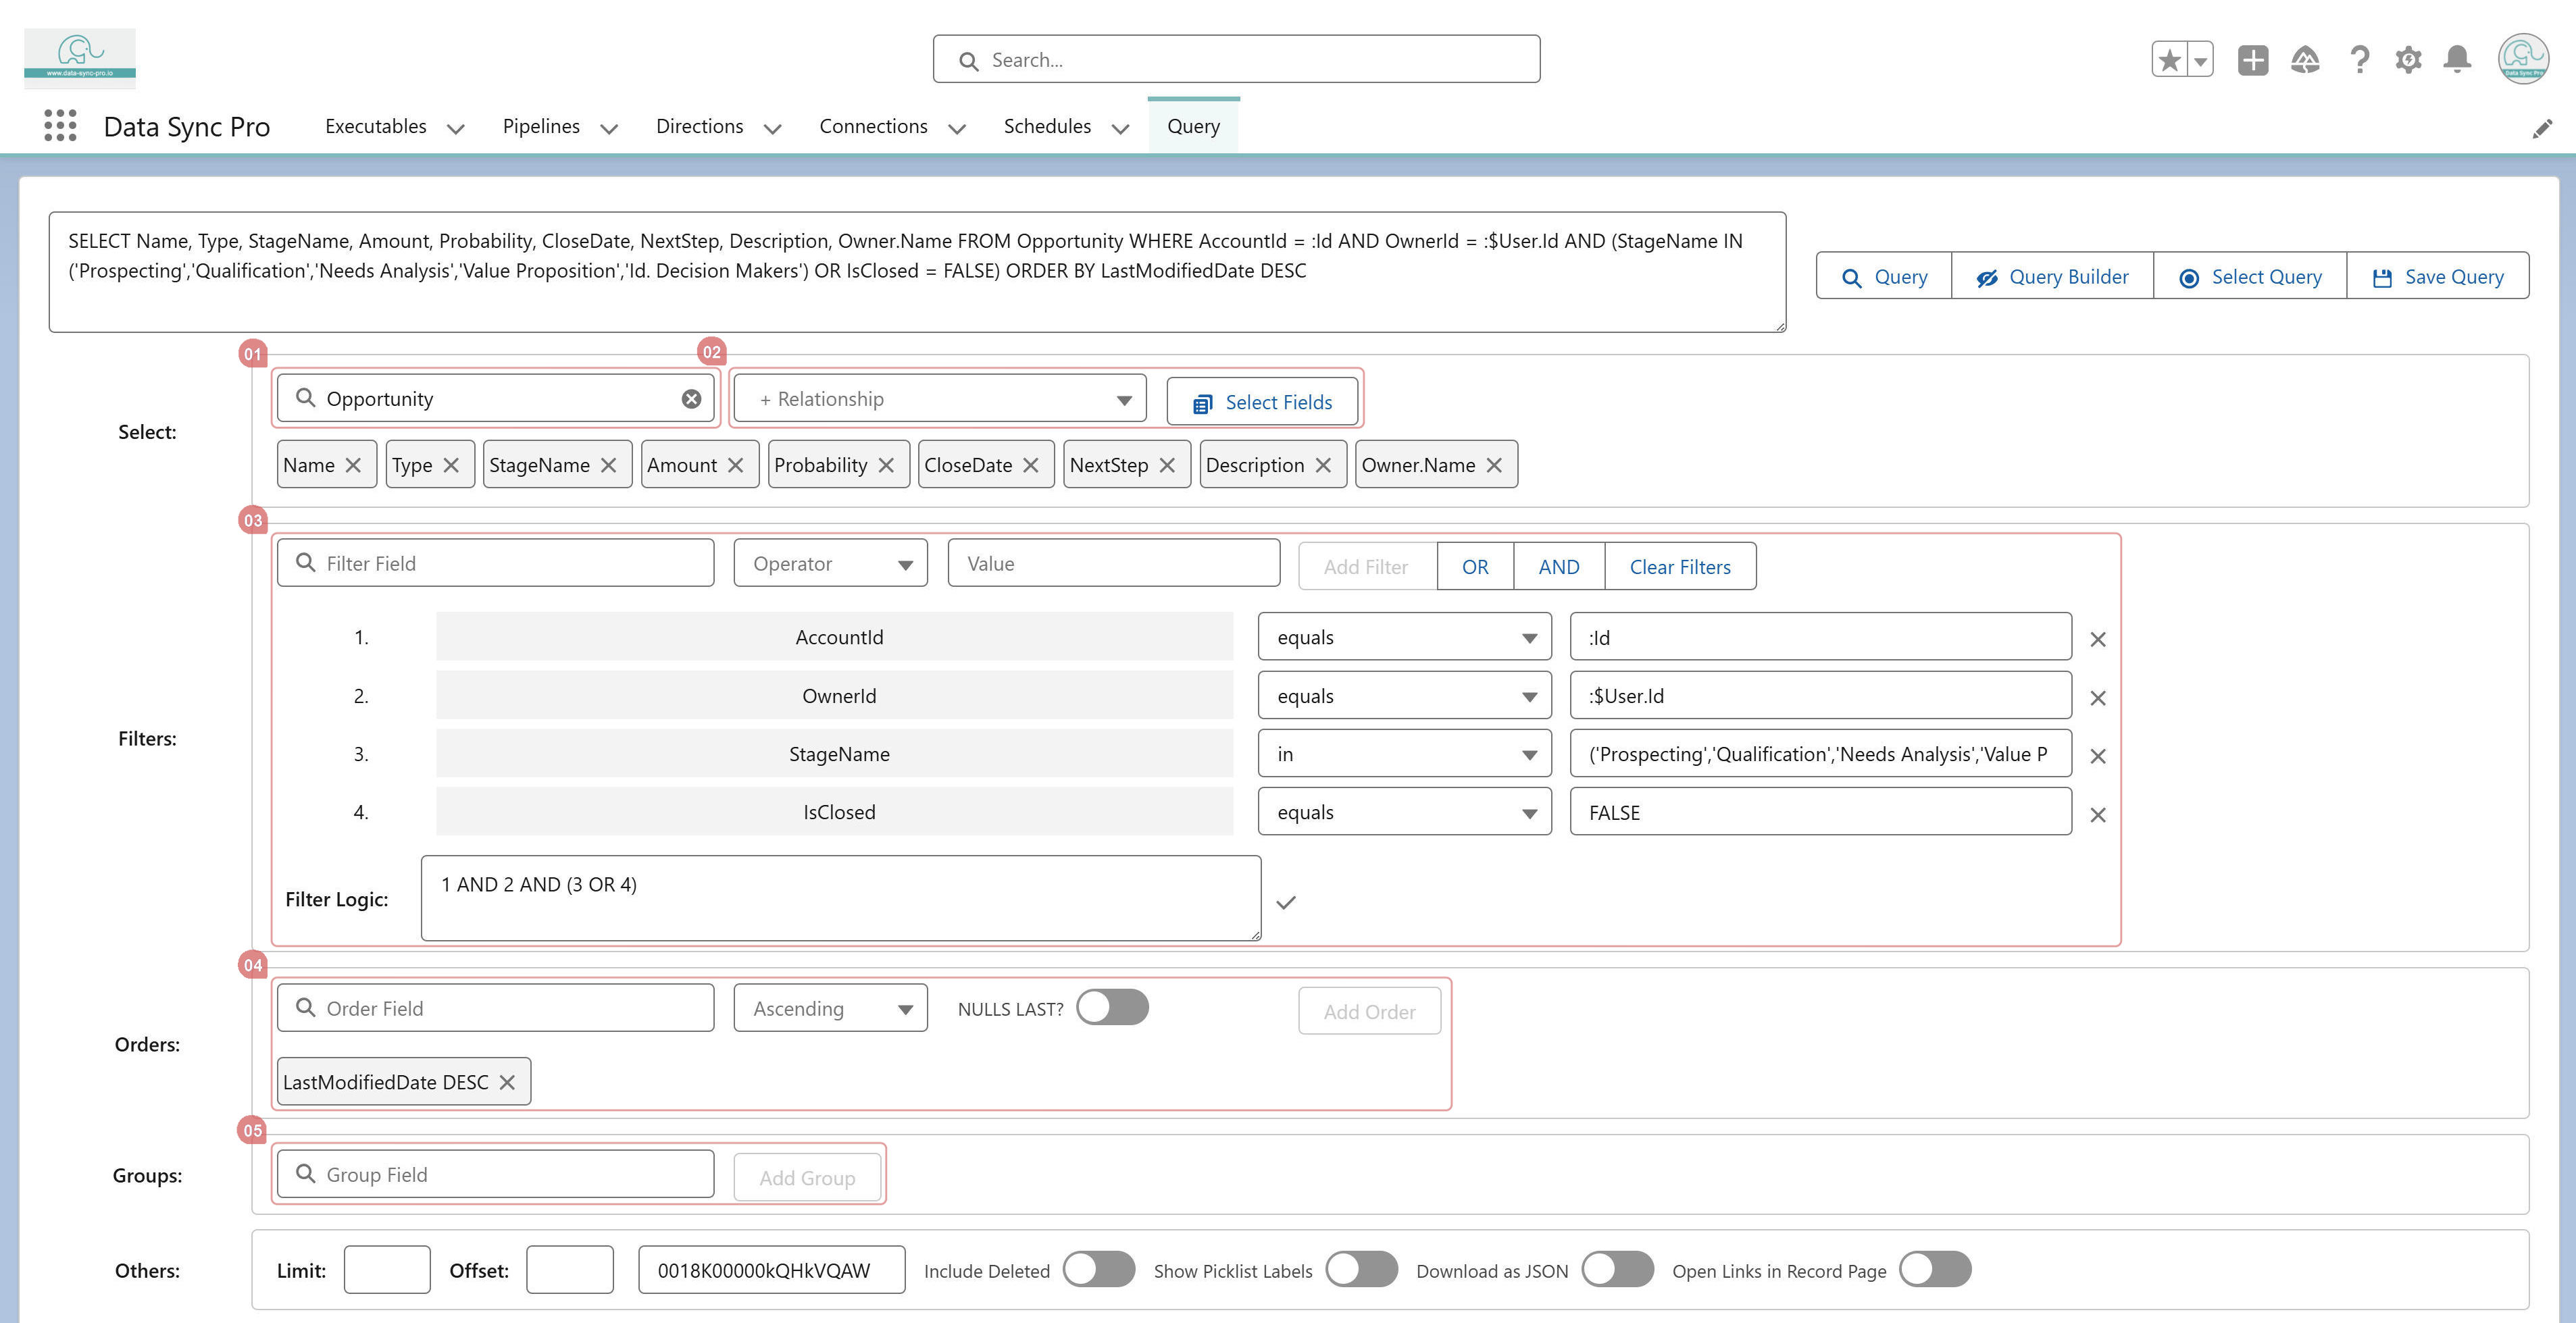 www.data-sync-pro.io
Search...
Data Sync Pro
Data Sync Pro
Executables
Pipelines
Directions
Connections
Schedules
Query
SELECT Name, Type, StageName, Amount, Probability, CloseDate, NextStep, Description, Owner.Name FROM Opportunity WHERE AccountId = :Id AND OwnerId = :$User.Id AND (StageName IN
('Prospecting','Qualification','Needs Analysis','Value Proposition','Id. Decision Makers') OR IsClosed = FALSE) ORDER BY LastModifiedDate DESC
Query
Query Builder
Select Query
Save Query
01
02
Select:
Opportunity
+ Relationship
Select Fields
Name
Type
StageName
Amount
Probability
CloseDate
NextStep
Description
Owner.Name
03
Filters:
Filter Field
Operator
Value
Add Filter
OR
AND
Clear Filters
1.
AccountId
equals
:Id
2.
OwnerId
equals
:$User.Id
3.
StageName
in
('Prospecting','Qualification','Needs Analysis','Value P
4.
IsClosed
equals
FALSE
Filter Logic:
1 AND 2 AND (3 OR 4)
04
Orders:
Order Field
Ascending
NULLS LAST?
Add Order
LastModifiedDate DESC
05
Groups:
Group Field
Add Group
Others:
Limit:
Offset:
0018K00000kQHkVQAW
Include Deleted
Show Picklist Labels
Download as JSON
Open Links in Record Page